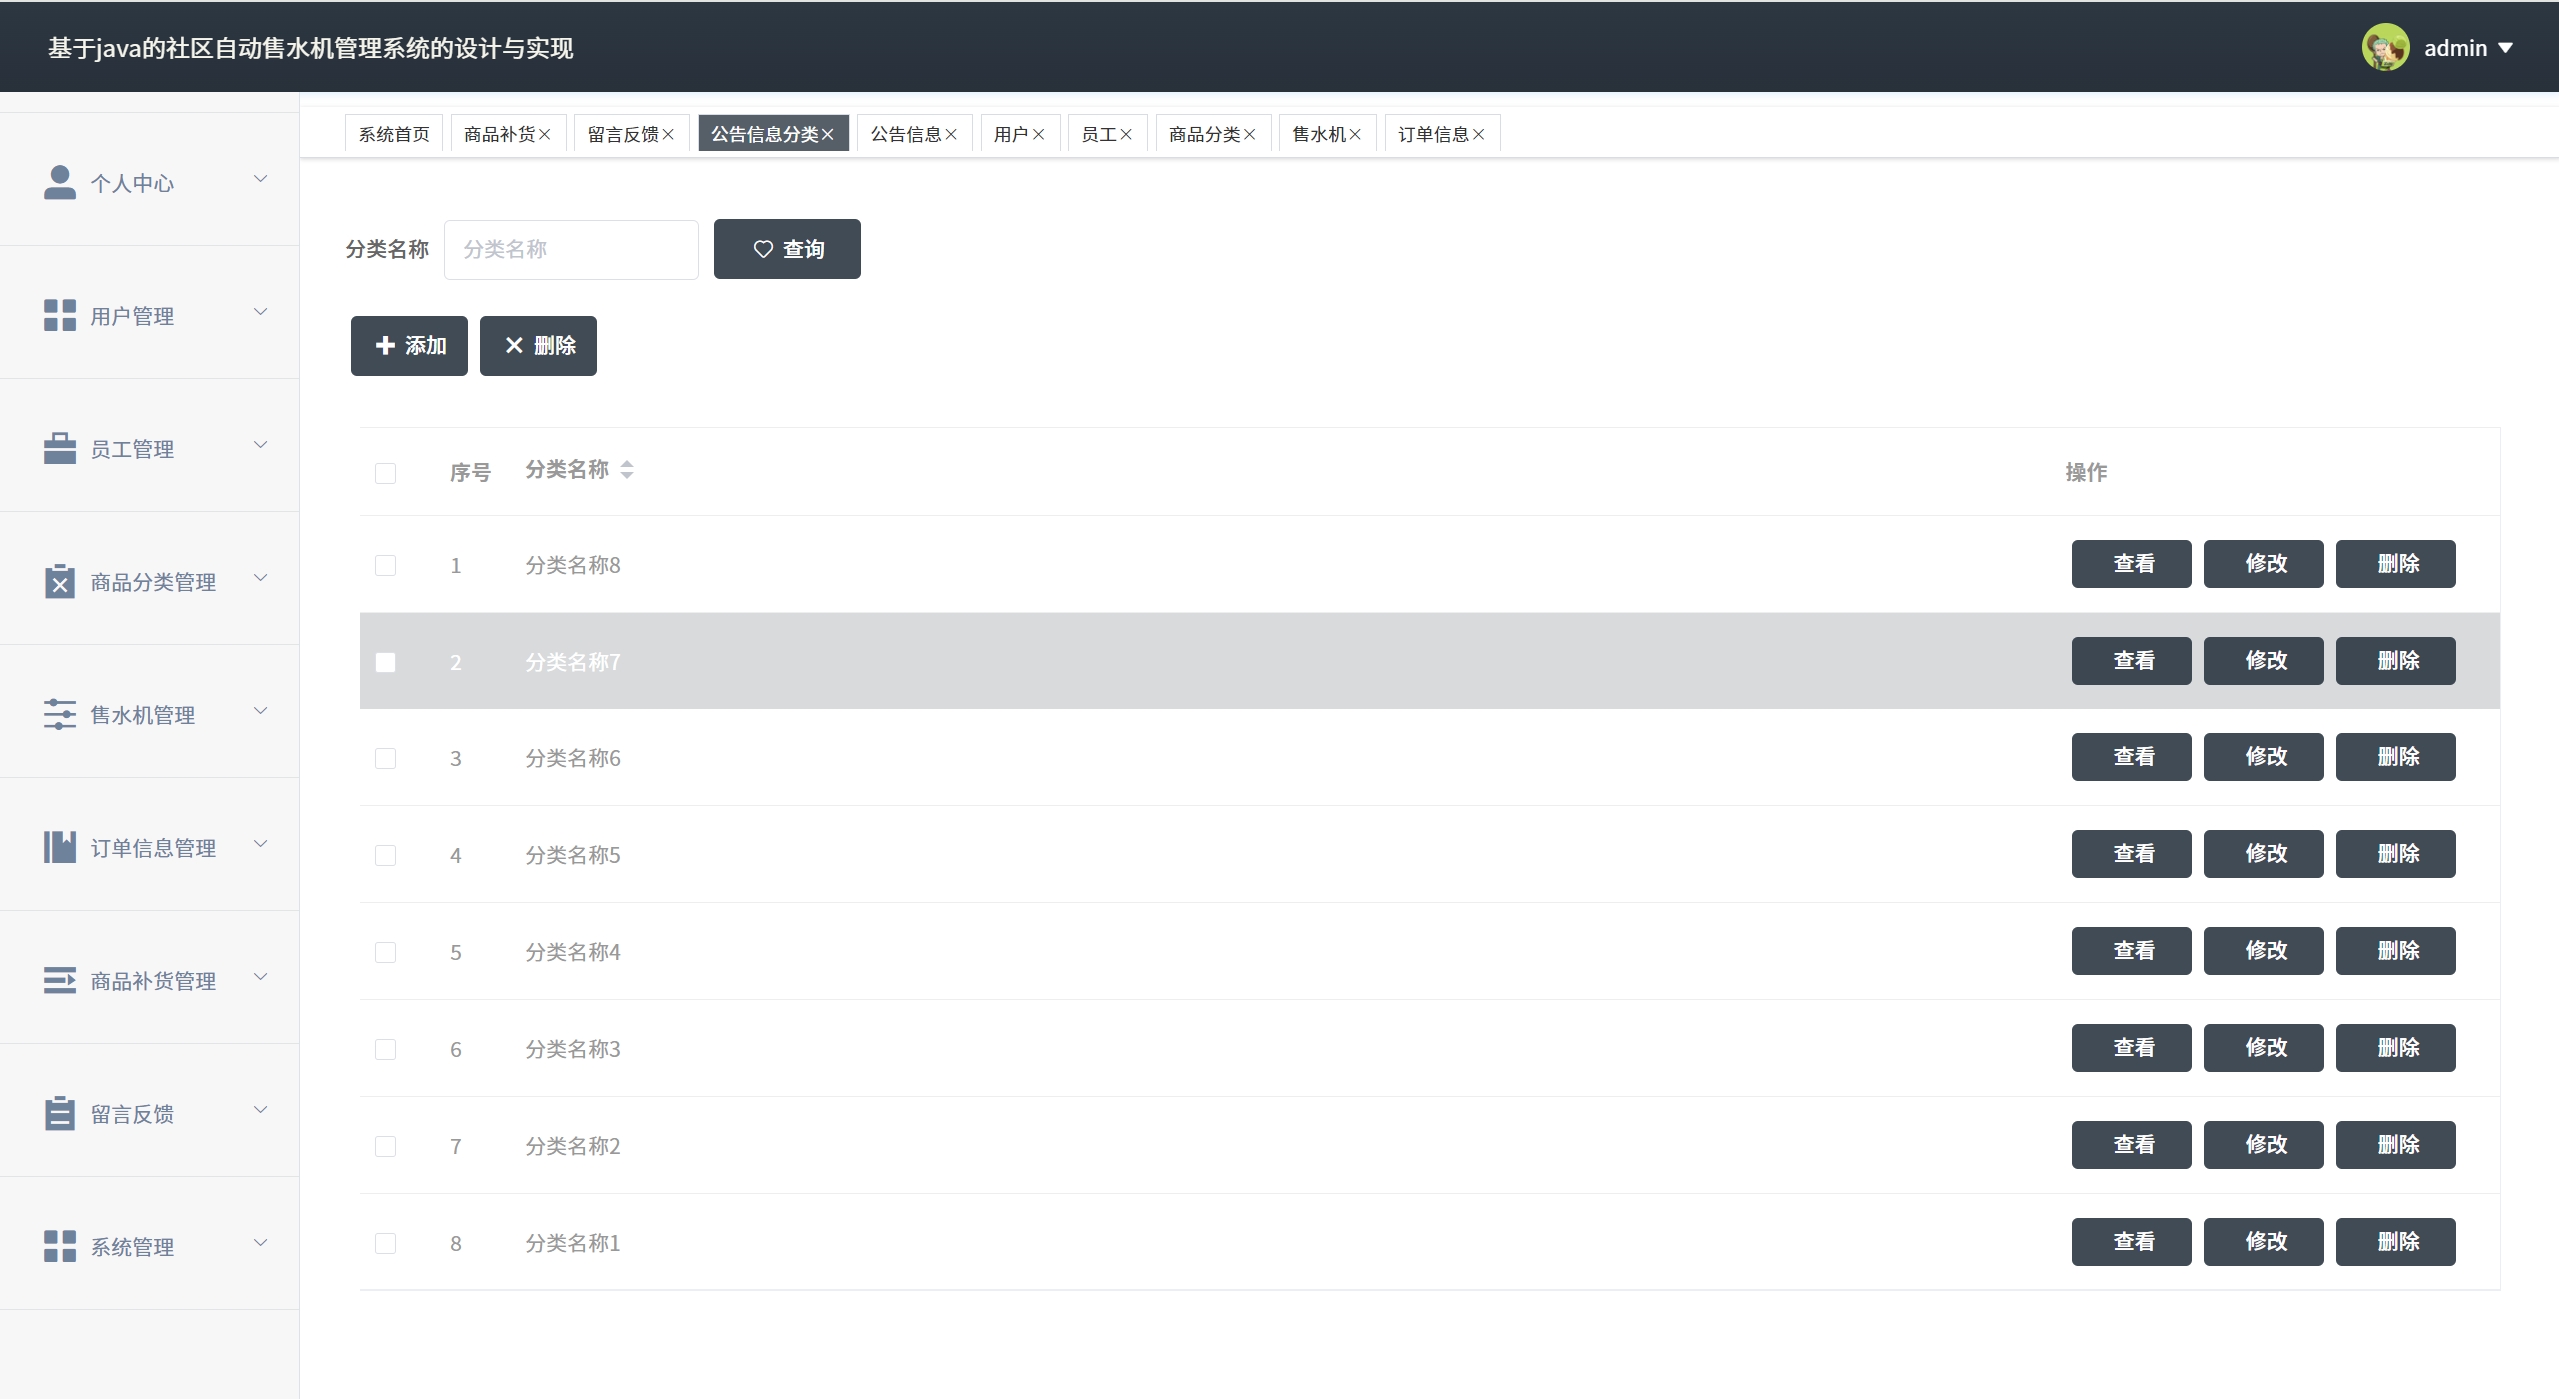 基于java的社区自动售水机管理系统的设计与实现
admin
系统首页 商品补货 留言反馈 公告信息分类 公告信息 用户 员工 商品分类 售水机 订单信息
个人中心
用户管理
员工管理
商品分类管理
售水机管理
订单信息管理
商品补货管理
留言反馈
系统管理
分类名称 分类名称 查询
添加 删除
序号 分类名称 操作
1 分类名称8 查看 修改 删除
2 分类名称7 查看 修改 删除
3 分类名称6 查看 修改 删除
4 分类名称5 查看 修改 删除
5 分类名称4 查看 修改 删除
6 分类名称3 查看 修改 删除
7 分类名称2 查看 修改 删除
8 分类名称1 查看 修改 删除